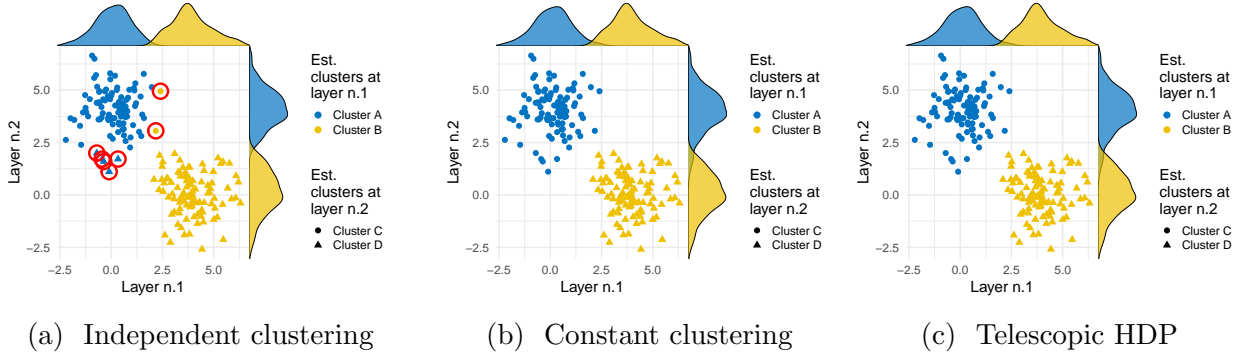 Layer n.2
5.0
2.5
0.0
−2.5
−2.5
0.0
2.5
5.0
Layer n.1
Est.
clusters at
layer n.1
Cluster A
Cluster B
Est.
clusters at
layer n.2
Cluster C
Cluster D
(a) Independent clustering
Layer n.2
5.0
2.5
0.0
−2.5
−2.5
0.0
2.5
5.0
Layer n.1
Est.
clusters at
layer n.1
Cluster A
Cluster B
Est.
clusters at
layer n.2
Cluster C
Cluster D
(b) Constant clustering
Layer n.2
5.0
2.5
0.0
−2.5
−2.5
0.0
2.5
5.0
Layer n.1
Est.
clusters at
layer n.1
Cluster A
Cluster B
Est.
clusters at
layer n.2
Cluster C
Cluster D
(c) Telescopic HDP